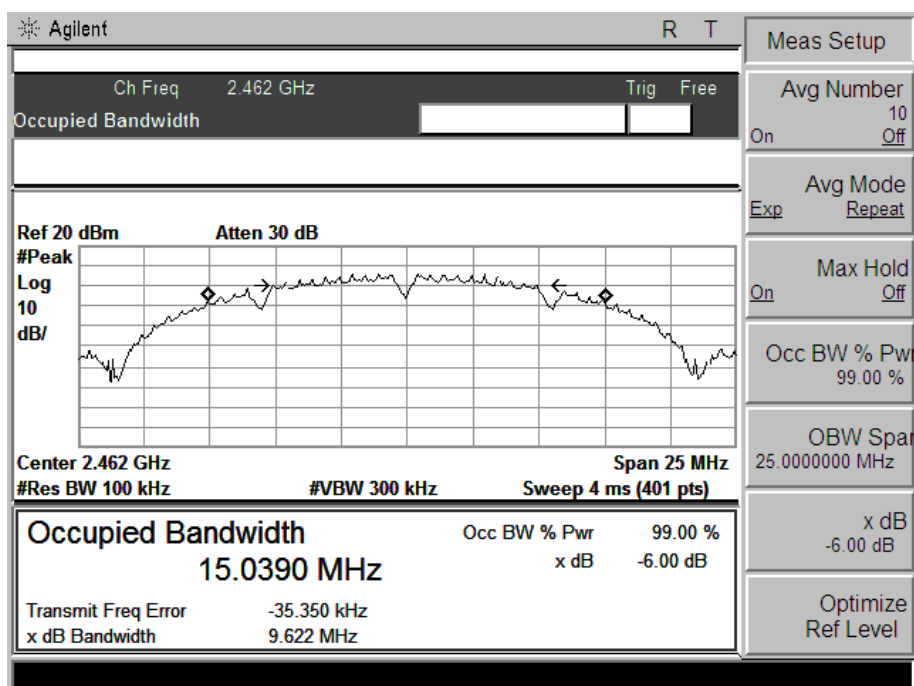 Agilent R T
Ch Freq 2.462 GHz Trig Free
Occupied Bandwidth
Ref 20 dBm Atten 30 dB
#Peak
Log
10
dB/
Center 2.462 GHz Span 25 MHz
#Res BW 100 kHz #VBW 300 kHz Sweep 4 ms (401 pts)
Occupied Bandwidth
15.0390 MHz
Occ BW % Pwr 99.00 %
x dB -6.00 dB
Transmit Freq Error -35.350 kHz
x dB Bandwidth 9.622 MHz
Meas Setup
Avg Number
10
On Off
Avg Mode
Exp Repeat
Max Hold
On Off
Occ BW % Pwr
99.00 %
OBW Spar
25.0000000 MHz
x dB
-6.00 dB
Optimize
Ref Level